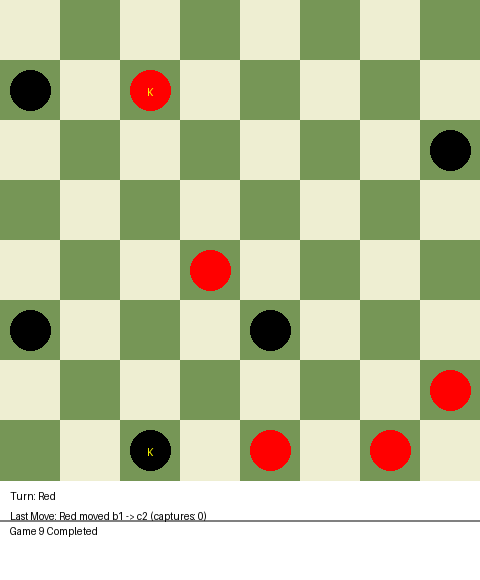 K
K
Turn: Red
Last Move: Red moved b1 -> c2 (captures: 0)
Game 9 Completed